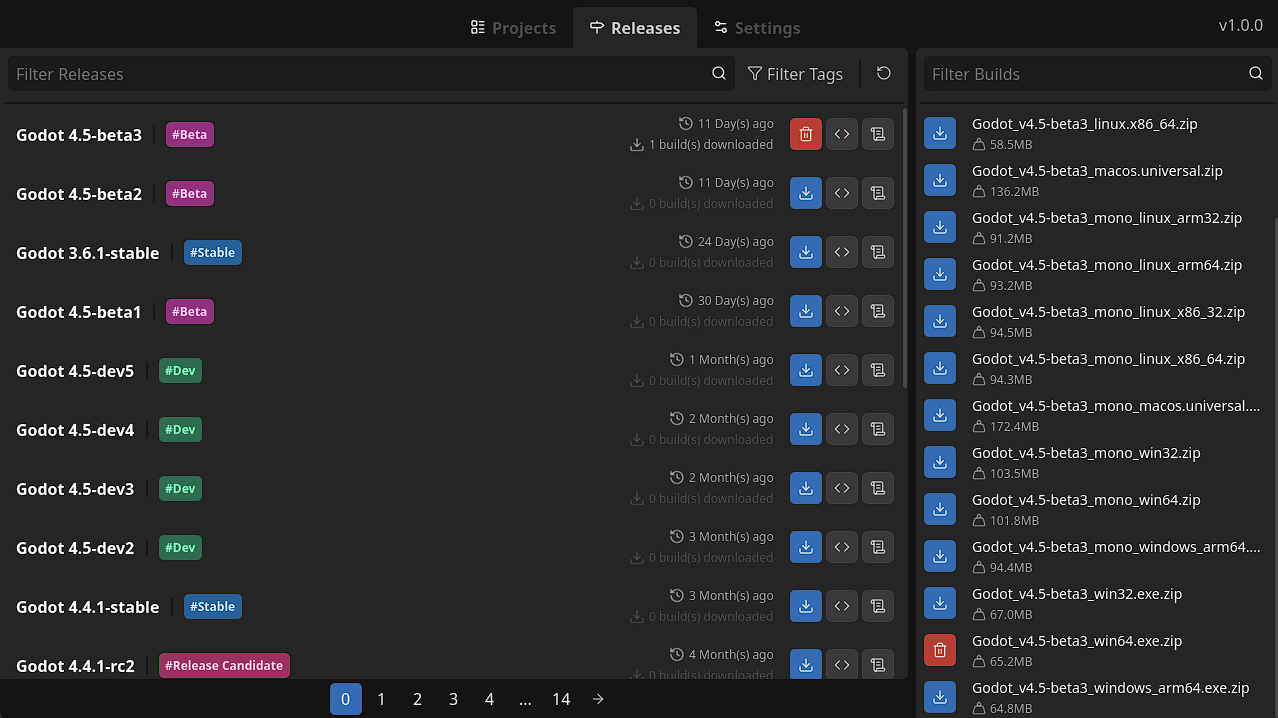 Projects
Releases
Settings
v1.0.0
Filter Releases
Filter Tags
Godot 4.5-beta3 #Beta 11 Day(s) ago
1 build(s) downloaded
Godot 4.5-beta2 #Beta 11 Day(s) ago
0 build(s) downloaded
Godot 3.6.1-stable #Stable 24 Day(s) ago
0 build(s) downloaded
Godot 4.5-beta1 #Beta 30 Day(s) ago
0 build(s) downloaded
Godot 4.5-dev5 #Dev 1 Month(s) ago
0 build(s) downloaded
Godot 4.5-dev4 #Dev 2 Month(s) ago
0 build(s) downloaded
Godot 4.5-dev3 #Dev 2 Month(s) ago
0 build(s) downloaded
Godot 4.5-dev2 #Dev 3 Month(s) ago
0 build(s) downloaded
Godot 4.4.1-stable #Stable 3 Month(s) ago
0 build(s) downloaded
Godot 4.4.1-rc2 #Release Candidate 4 Month(s) ago
0 build(s) downloaded
0 1 2 3 4 ... 14
Filter Builds
Godot_v4.5-beta3_linux.x86_64.zip
58.5MB
Godot_v4.5-beta3_macos.universal.zip
136.2MB
Godot_v4.5-beta3_mono_linux_arm32.zip
91.2MB
Godot_v4.5-beta3_mono_linux_arm64.zip
93.2MB
Godot_v4.5-beta3_mono_linux_x86_32.zip
94.5MB
Godot_v4.5-beta3_mono_linux_x86_64.zip
94.3MB
Godot_v4.5-beta3_mono_macos.universal....
172.4MB
Godot_v4.5-beta3_mono_win32.zip
103.5MB
Godot_v4.5-beta3_mono_win64.zip
101.8MB
Godot_v4.5-beta3_mono_windows_arm64....
94.4MB
Godot_v4.5-beta3_win32.exe.zip
67.0MB
Godot_v4.5-beta3_win64.exe.zip
65.2MB
Godot_v4.5-beta3_windows_arm64.exe.zip
64.8MB